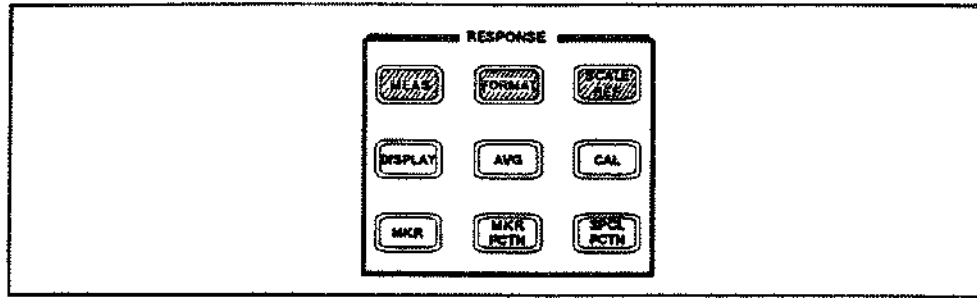 RESPONSE
MEAS FORMAT SCALE REF
DISPLAY AVG CAL
MKR MKR FCTN SPCL FCTN